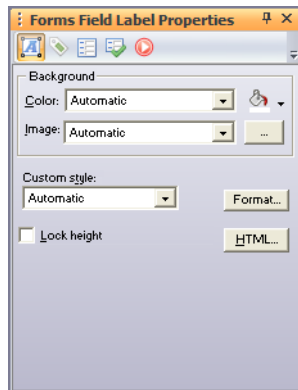 Forms Field Label Properties
Background
Color: Automatic
Image: Automatic ...
Custom style:
Automatic Format...
Lock height
HTML...